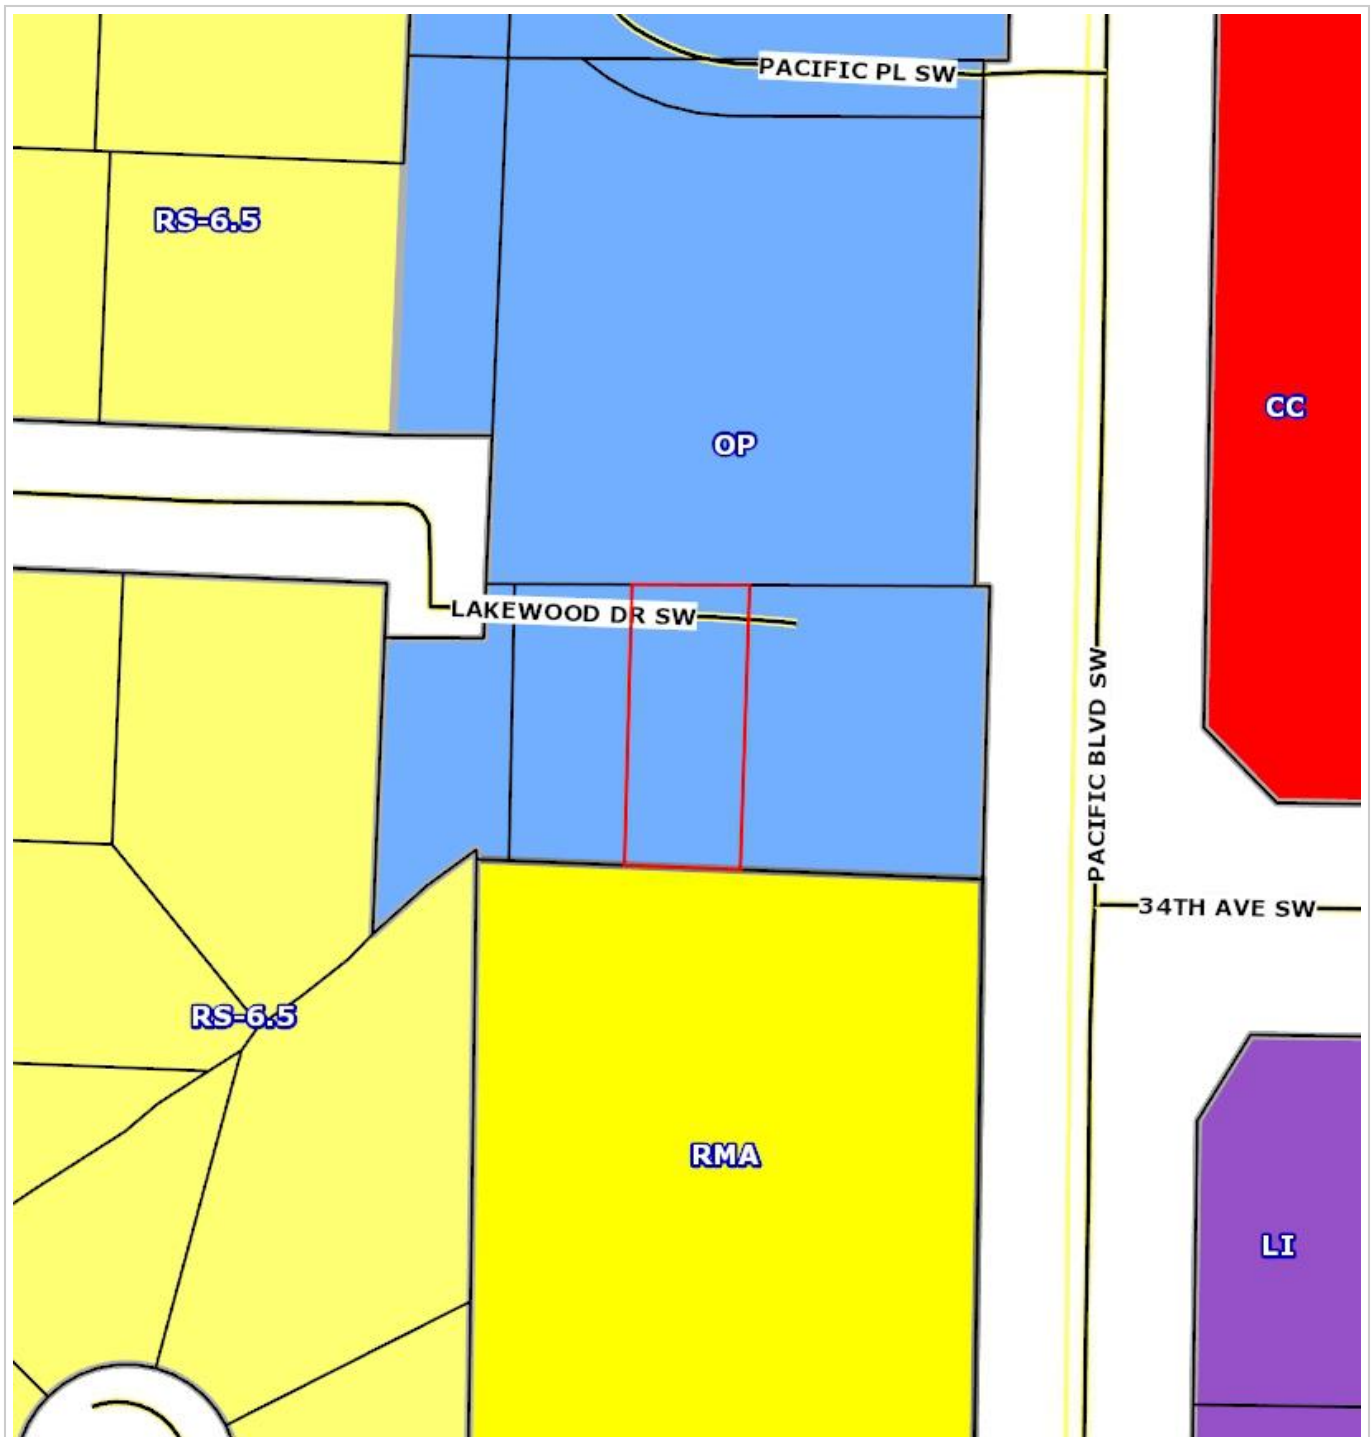 PACIFIC PL SW
RS-6.5
CC
OP
LAKEWOOD DR SW
PACIFIC BLVD SW
34TH AVE SW
RS-6.5
RMA
LI